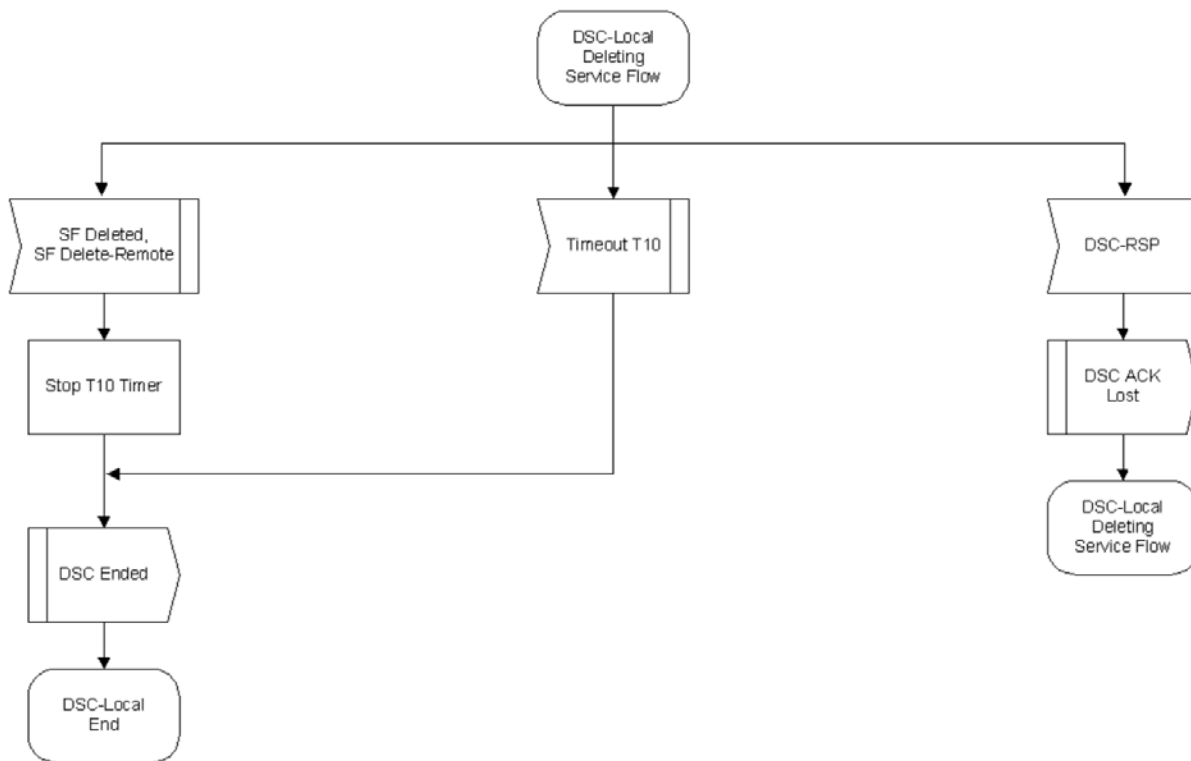 DSC-Local
Deleting
Service Flow
SF Deleted,
SF Delete-Remote
Timeout T10
DSC-RSP
Stop T10 Timer
DSC ACK
Lost
DSC-Local
Deleting
Service Flow
DSC Ended
DSC-Local
End